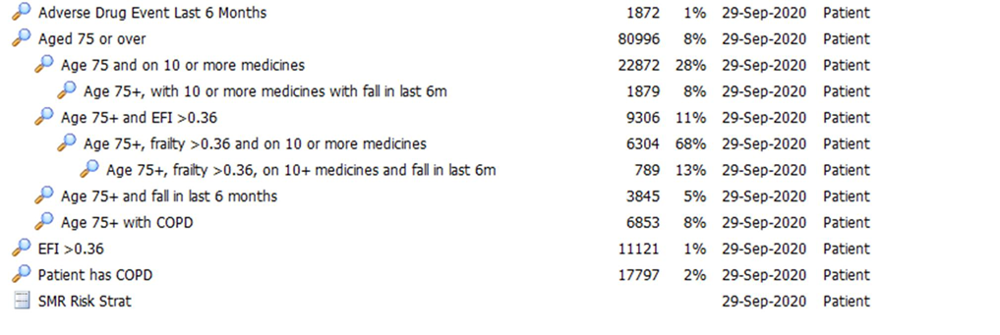 Adverse Drug Event Last 6 Months 1872 1% 29-Sep-2020 Patient
Aged 75 or over 80996 8% 29-Sep-2020 Patient
Age 75 and on 10 or more medicines 22872 28% 29-Sep-2020 Patient
Age 75+, with 10 or more medicines with fall in last 6m 1879 8% 29-Sep-2020 Patient
Age 75+ and EFI >0.36 9306 11% 29-Sep-2020 Patient
Age 75+, frailty >0.36 and on 10 or more medicines 6304 68% 29-Sep-2020 Patient
Age 75+, frailty >0.36, on 10+ medicines and fall in last 6m 789 13% 29-Sep-2020 Patient
Age 75+ and fall in last 6 months 3845 5% 29-Sep-2020 Patient
Age 75+ with COPD 6853 8% 29-Sep-2020 Patient
EFI >0.36 11121 1% 29-Sep-2020 Patient
Patient has COPD 17797 2% 29-Sep-2020 Patient
SMR Risk Strat 29-Sep-2020 Patient